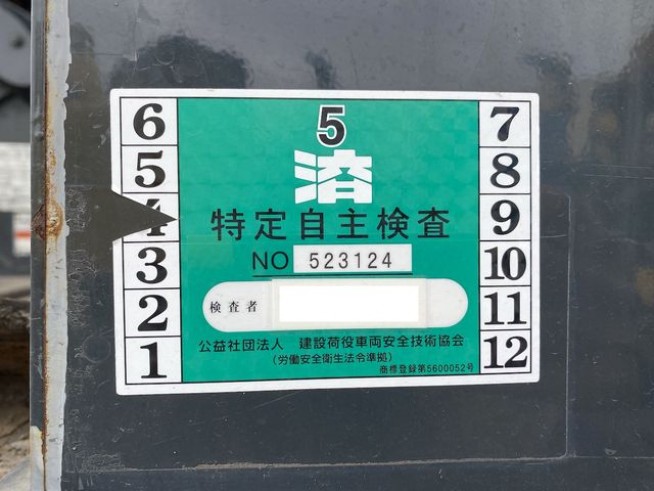 5
済
特定自主検査
NO 523124
検査者
公益社団法人 建設荷役車両安全技術協会
(労働安全衛生法令準拠)
商標登録第5600052号
6
5
4
3
2
1
7
8
9
10
11
12